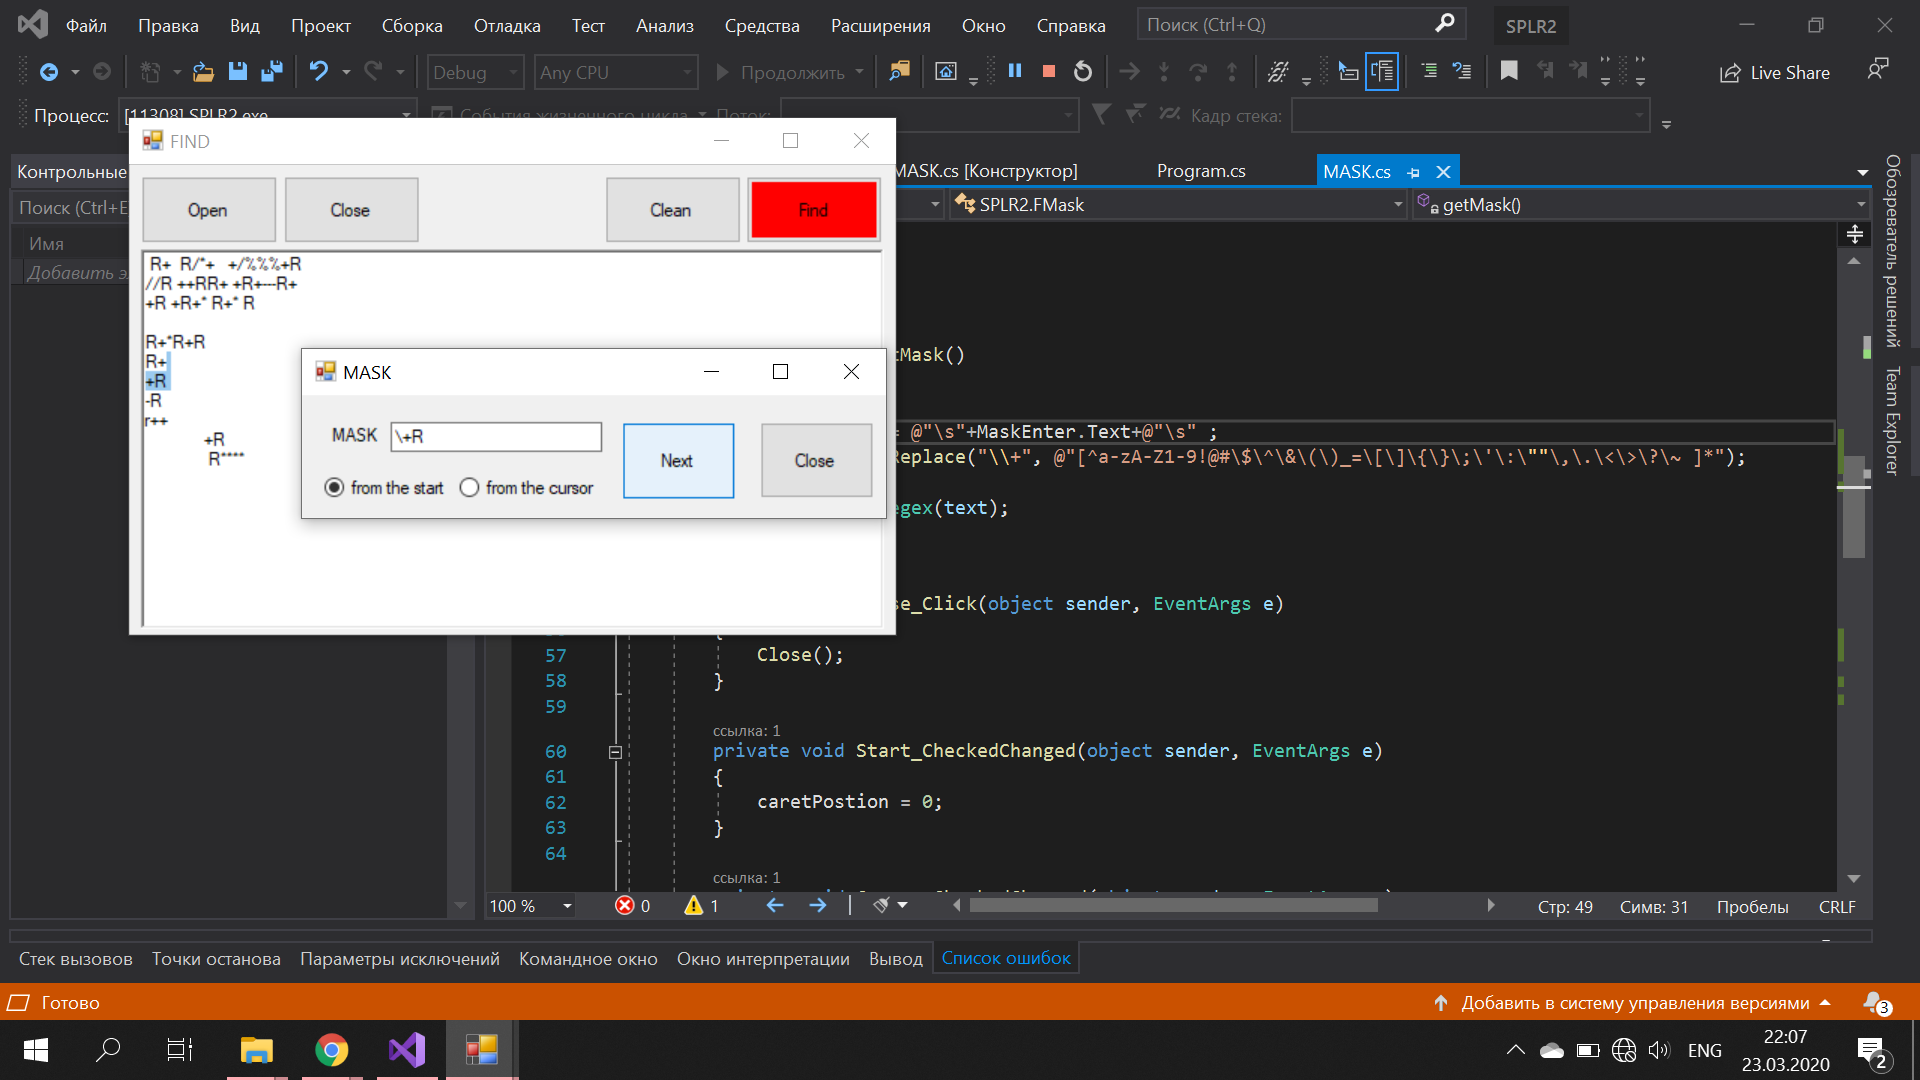 Файл Правка Вид Проект Сборка Отладка Тест Анализ Средства Расширения Окно Справка Поиск (Ctrl+Q) SPLR2
Debug Any CPU Продолжить Live Share
Процесс: [11308] SPLR2.exe События жизненного цикла Поток: Кадр стека:
FIND
Контрольные MASK.cs [Конструктор] Program.cs MASK.cs
Open Close Clean Find
Поиск (Ctrl+E SPLR2.FMask getMask()
Имя
Добавить э
R+  R/*+   +/%%%+R
//R ++RR+ +R+---R+
+R +R+* R+* R
R+*R+R
R+
+R
-R
r++
+R
R****
MASK
MASK \+R
Next Close
from the start from the cursor
tMask()
= @"\s"+MaskEnter.Text+@"\s" ;
Replace("\\+", @"[^a-zA-Z1-9!@#\$\^\&\(\)_=\[\]\{\}\;\'\:\""\,\.\<\>\?\~ ]*");
egex(text);
se_Click(object sender, EventArgs e)
{
57 Close();
58 }
59
ссылка: 1
60 private void Start_CheckedChanged(object sender, EventArgs e)
61 {
62 caretPostion = 0;
63 }
64
ссылка: 1
Обозреватель решений
Team Explorer
100 % 0 1 Стр: 49 Симв: 31 Пробелы CRLF
Стек вызовов Точки останова Параметры исключений Командное окно Окно интерпретации Вывод Список ошибок
Готово Добавить в систему управления версиями 3
ENG 22:07
23.03.2020 2